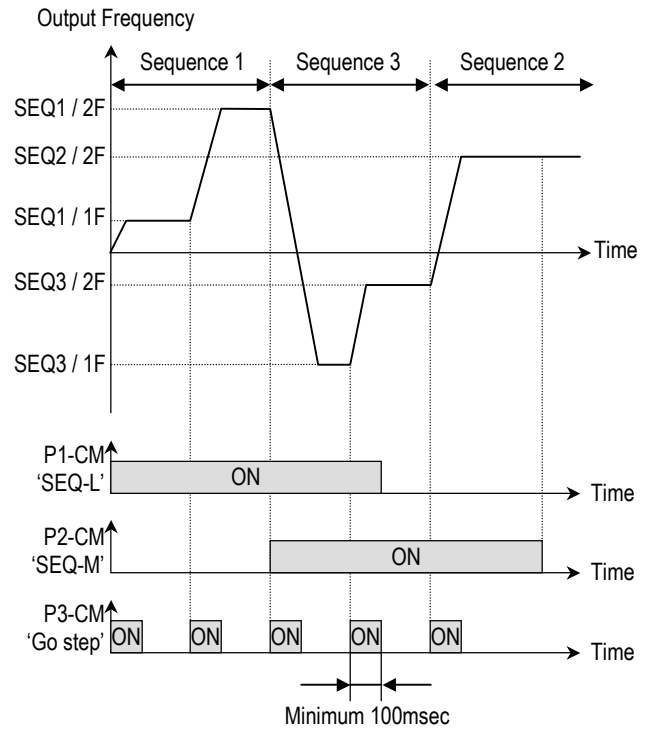 Output Frequency
Sequence 1
Sequence 3
Sequence 2
SEQ1 / 2F
SEQ2 / 2F
SEQ1 / 1F
Time
SEQ3 / 2F
SEQ3 / 1F
P1-CM
‘SEQ-L’
ON
Time
P2-CM
‘SEQ-M’
ON
Time
P3-CM
‘Go step’
ON
ON
ON
ON
ON
Time
Minimum 100msec